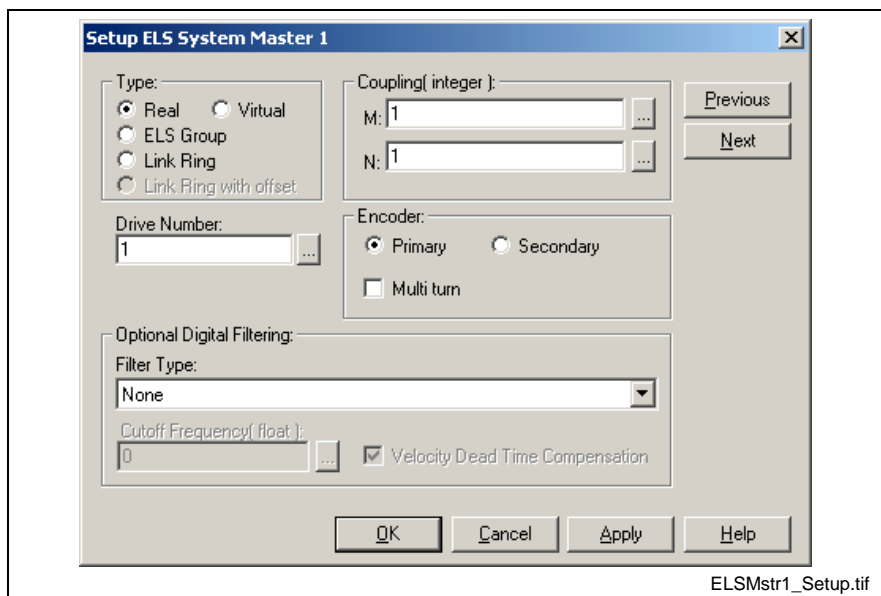 Setup ELS System Master 1
Type:
Real Virtual
ELS Group
Link Ring
Link Ring with offset
Coupling( integer ):
M: 1 ...
N: 1 ...
Previous
Next
Drive Number:
1 ...
Encoder:
Primary Secondary
Multi turn
Optional Digital Filtering:
Filter Type:
None
Cutoff Frequency( float ):
0 ...
Velocity Dead Time Compensation
OK Cancel Apply Help
ELSMstr1_Setup.tif